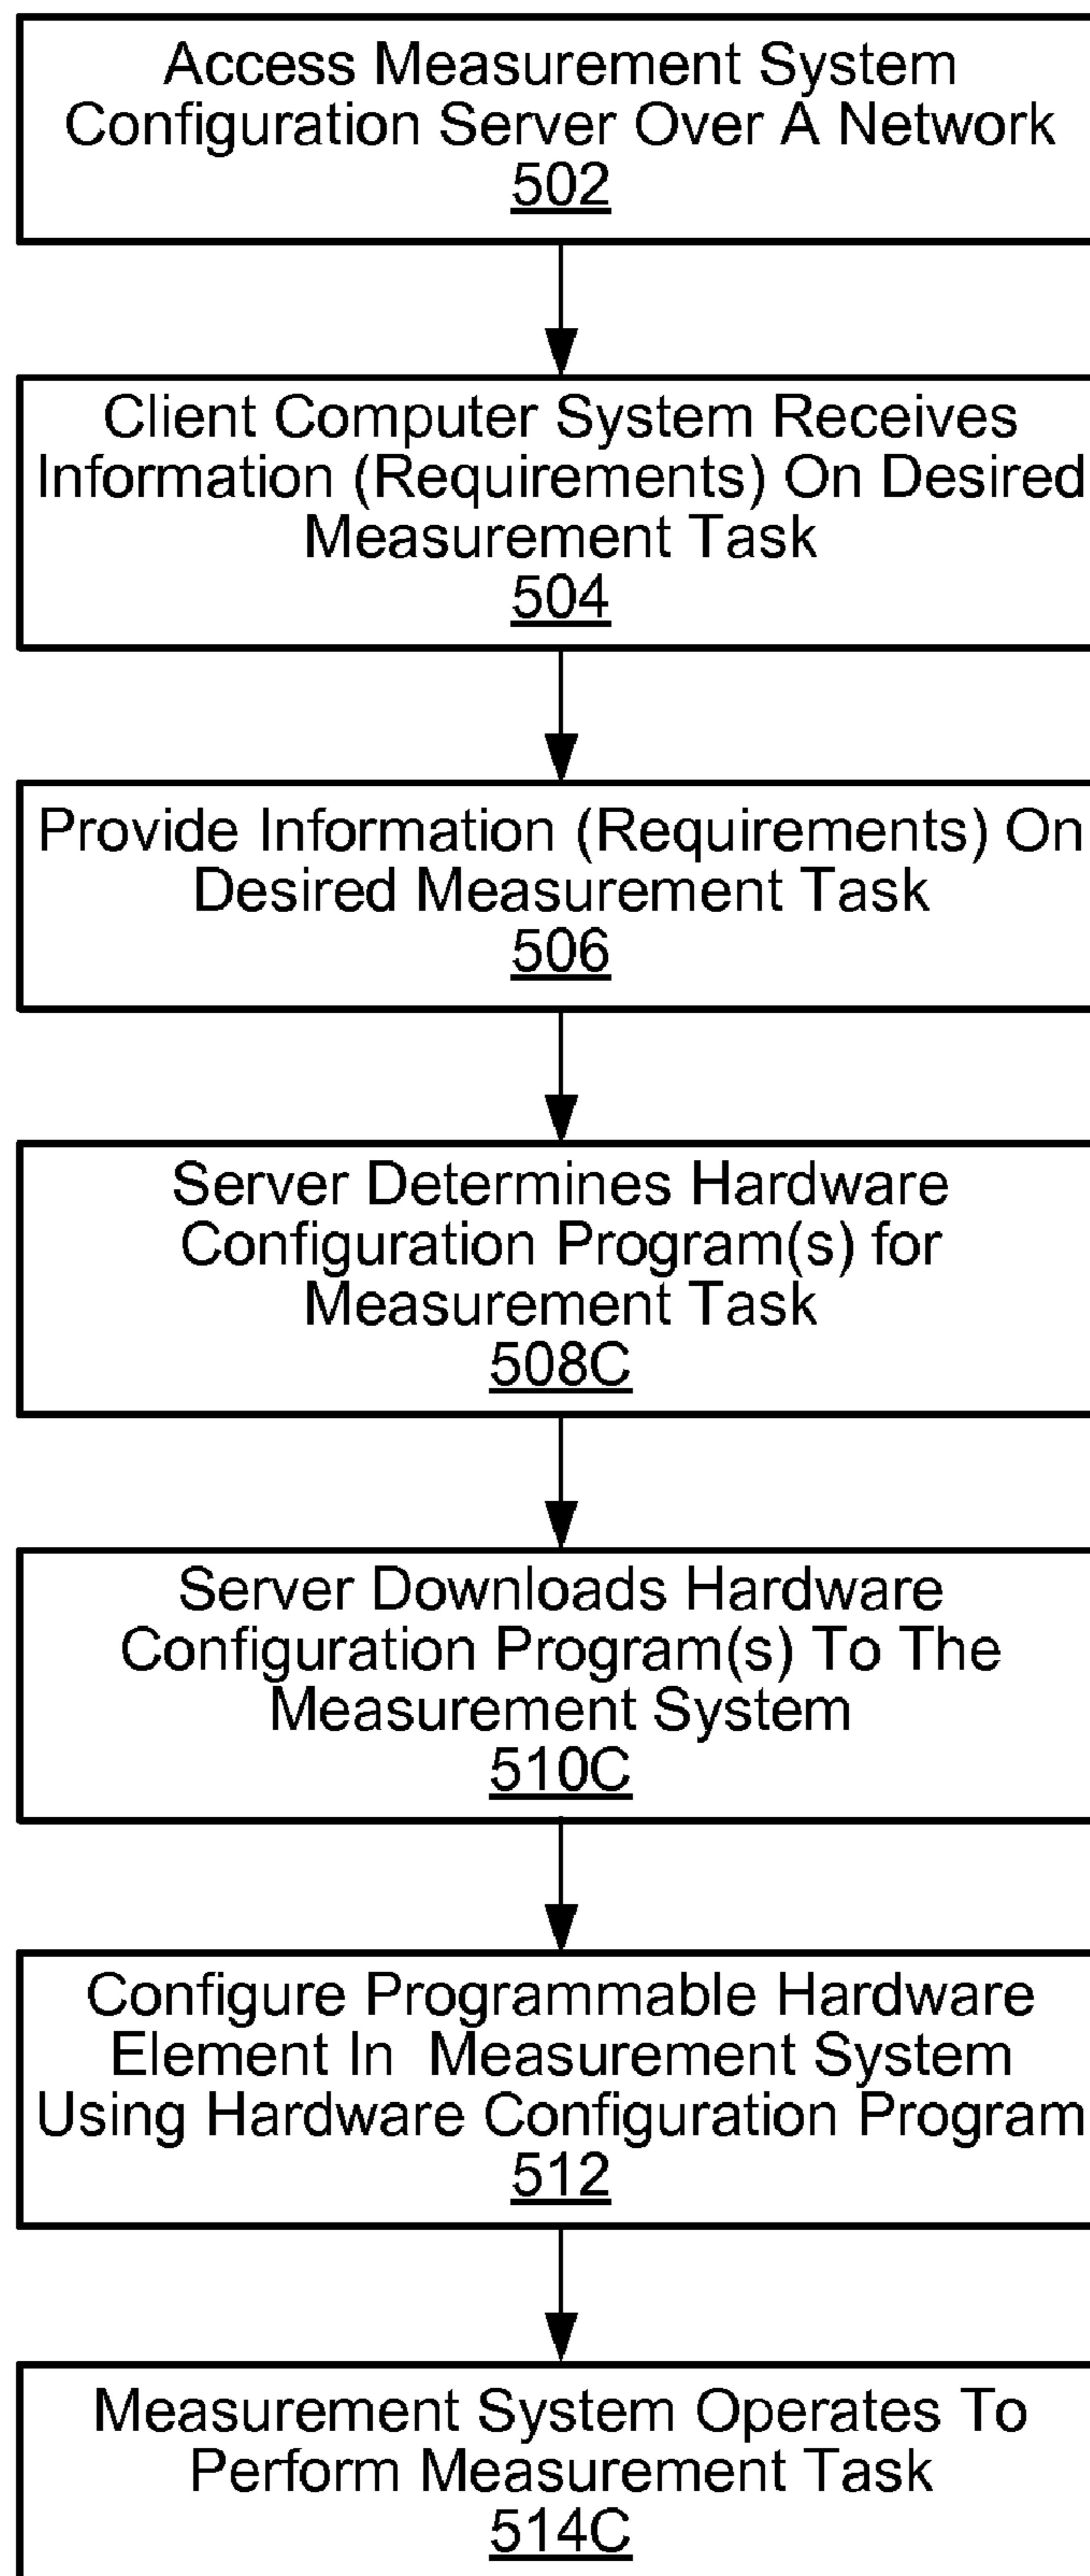 Access Measurement System
Configuration Server Over A Network
502
Client Computer System Receives
Information (Requirements) On Desired
Measurement Task
504
Provide Information (Requirements) On
Desired Measurement Task
506
Server Determines Hardware
Configuration Program(s) for
Measurement Task
508C
Server Downloads Hardware
Configuration Program(s) To The
Measurement System
510C
Configure Programmable Hardware
Element In Measurement System
Using Hardware Configuration Program
512
Measurement System Operates To
Perform Measurement Task
514C